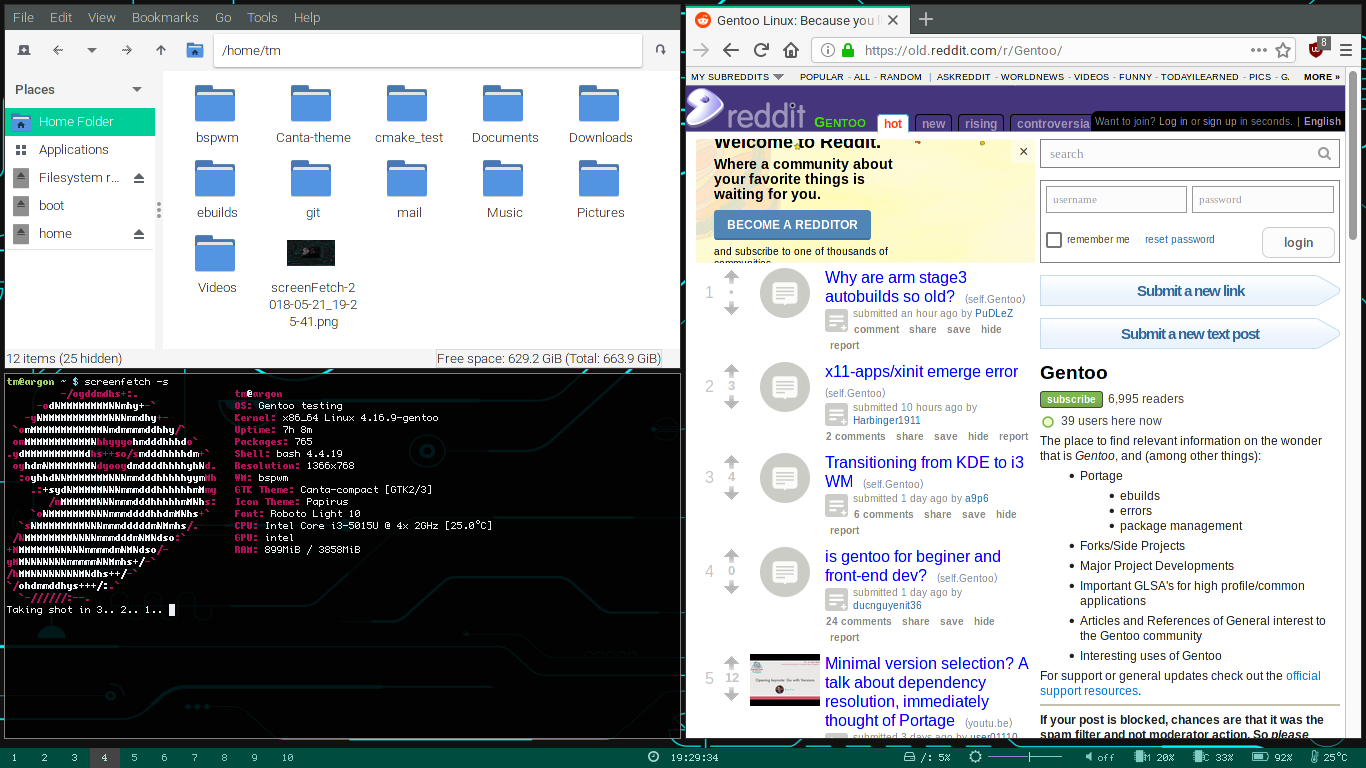 File Edit View Bookmarks Go Tools Help
/home/tm
Places
Home Folder
Applications
Filesystem r...
boot
home
bspwm
Canta-theme
cmake_test
Documents
Downloads
ebuilds
git
mail
Music
Pictures
Videos
screenFetch-2
018-05-21_19-2
5-41.png
12 items (25 hidden)
Free space: 629.2 GiB (Total: 663.9 GiB)
tm@argon ~ $ screenfetch -s
tm@argon
OS: Gentoo testing
Kernel: x86_64 Linux 4.16.9-gentoo
Uptime: 7h 8m
Packages: 765
Shell: bash 4.4.19
Resolution: 1366x768
WM: bspwm
GTK Theme: Canta-compact [GTK2/3]
Icon Theme: Papirus
Font: Roboto Light 10
CPU: Intel Core i3-5015U @ 4x 2GHz [25.0°C]
GPU: intel
RAM: 899MiB / 3858MiB
Taking shot in 3.. 2.. 1..
Gentoo Linux: Because you
https://old.reddit.com/r/Gentoo/
8
MY SUBREDDITS POPULAR - ALL - RANDOM | ASKREDDIT - WORLDNEWS - VIDEOS - FUNNY - TODAYILEARNED - PICS - G. MORE »
reddit GENTOO hot new rising controversia
Want to join? Log in or sign up in seconds. | English
Welcome to Reddit.
Where a community about
your favorite things is
waiting for you.
BECOME A REDDITOR
and subscribe to one of thousands of
communities.
1
Why are arm stage3
autobuilds so old? (self.Gentoo)
submitted an hour ago by PuDLeZ
comment share save hide
report
2
3
x11-apps/xinit emerge error
(self.Gentoo)
submitted 10 hours ago by
Harbinger1911
2 comments share save hide report
3
4
Transitioning from KDE to i3
WM (self.Gentoo)
submitted 1 day ago by a9p6
6 comments share save hide
report
4
0
is gentoo for beginer and
front-end dev? (self.Gentoo)
submitted 1 day ago by
ducnguyenit36
24 comments share save hide
report
5
12
Minimal version selection? A
talk about dependency
resolution, immediately
thought of Portage (youtu.be)
submitted 3 days ago by user01110
search
username
password
remember me reset password
login
Submit a new link
Submit a new text post
Gentoo
subscribe 6,995 readers
39 users here now
The place to find relevant information on the wonder
that is Gentoo, and (among other things):
Portage
ebuilds
errors
package management
Forks/Side Projects
Major Project Developments
Important GLSA's for high profile/common
applications
Articles and References of General interest to
the Gentoo community
Interesting uses of Gentoo
For support or general updates check out the official
support resources.
If your post is blocked, chances are that it was the
spam filter and not moderator action. So please
1 2 3 4 5 6 7 8 9 10
19:29:34
/: 5%
off
M 20%
C 33%
92%
25°C